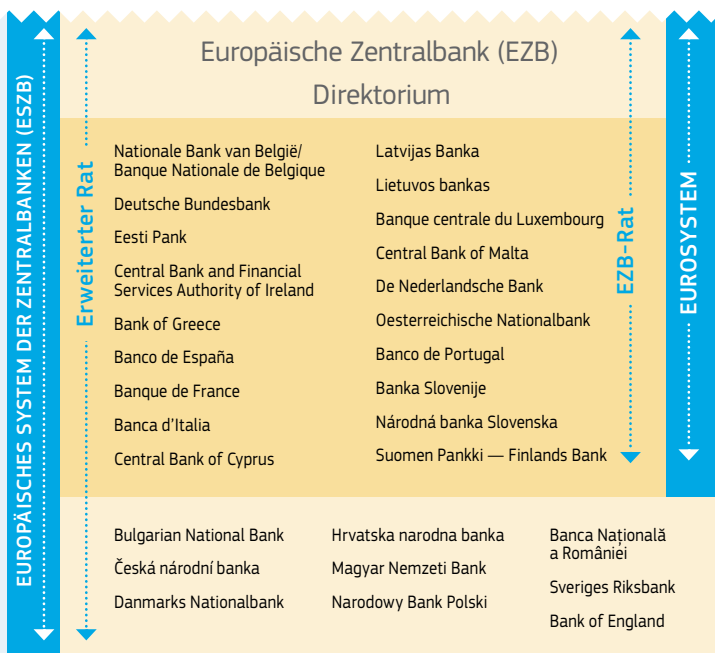 Europäische Zentralbank (EZB)
Direktorium
EUROPÄISCHES SYSTEM DER ZENTRALBANKEN (ESZB)
Erweiterter Rat
Nationale Bank van België/
Banque Nationale de Belgique
Deutsche Bundesbank
Eesti Pank
Central Bank and Financial
Services Authority of Ireland
Bank of Greece
Banco de España
Banque de France
Banca d'Italia
Central Bank of Cyprus
Latvijas Banka
Lietuvos bankas
Banque centrale du Luxembourg
Central Bank of Malta
De Nederlandsche Bank
Oesterreichische Nationalbank
Banco de Portugal
Banka Slovenije
Národná banka Slovenska
Suomen Pankki — Finlands Bank
EZB-Rat
EUROSYSTEM
Bulgarian National Bank
Česká národní banka
Danmarks Nationalbank
Hrvatska narodna banka
Magyar Nemzeti Bank
Narodowy Bank Polski
Banca Națională
a României
Sveriges Riksbank
Bank of England